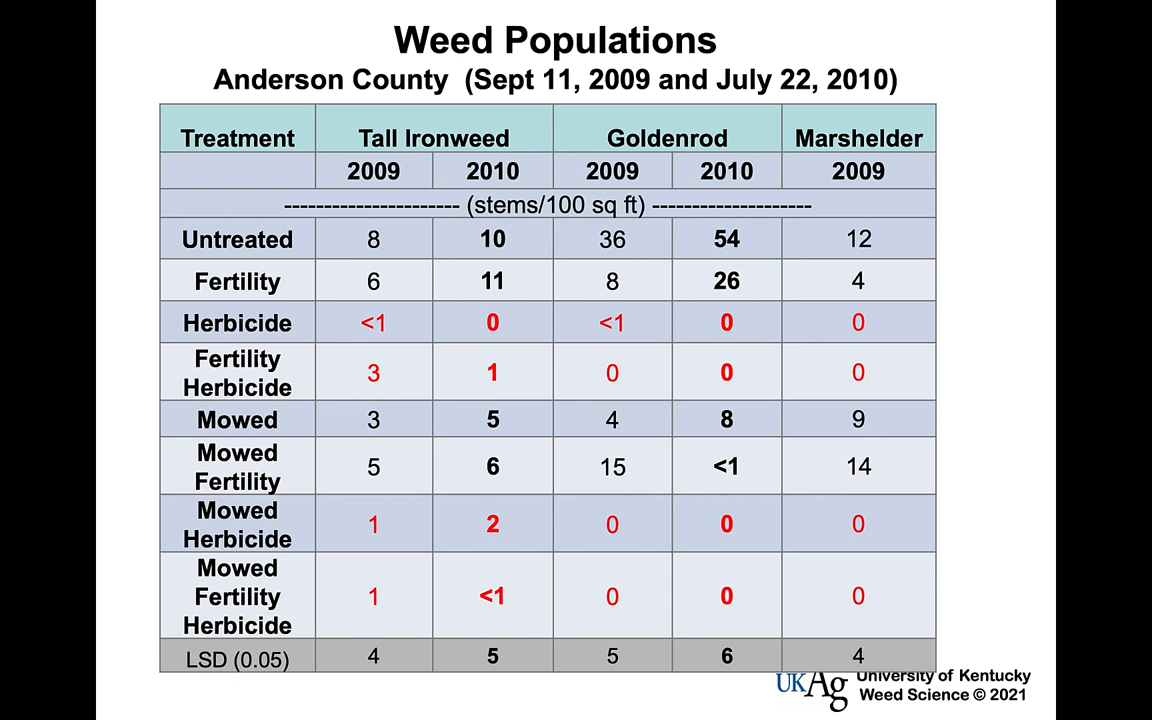 Weed Populations
Anderson County (Sept 11, 2009 and July 22, 2010)
Treatment Tall Ironweed Goldenrod Marshelder
2009 2010 2009 2010 2009
---------------------- (stems/100 sq ft) --------------------
Untreated 8 10 36 54 12
Fertility 6 11 8 26 4
Herbicide <1 0 <1 0 0
Fertility
Herbicide 3 1 0 0 0
Mowed 3 5 4 8 9
Mowed
Fertility 5 6 15 <1 14
Mowed
Herbicide 1 2 0 0 0
Mowed
Fertility 1 <1 0 0 0
Herbicide
LSD (0.05) 4 5 5 6 4
UKAg University of Kentucky
Weed Science © 2021